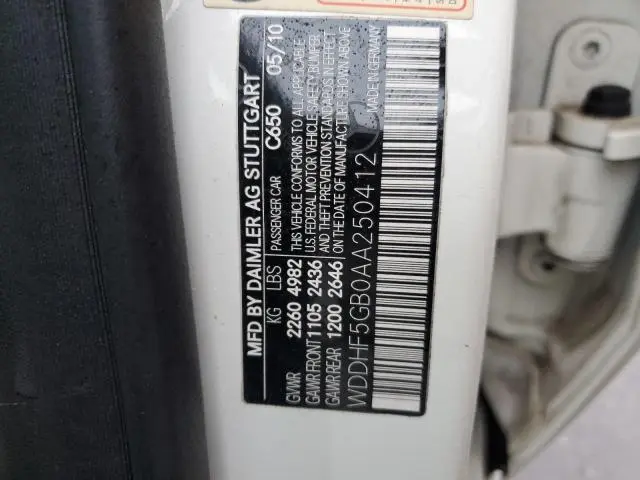 MFD BY DAIMLER AG STUTTGART
PASSENGER CAR C650 05/10
KG LBS
GVWR 2260 4982
GAWR FRONT 1105 2436
GAWR REAR 1200 2646
THIS VEHICLE CONFORMS TO ALL APPLICABLE
U.S. FEDERAL MOTOR VEHICLE SAFETY, BUMPER,
AND THEFT PREVENTION STANDARDS IN EFFECT
ON THE DATE OF MANUFACTURE SHOWN ABOVE
WDDHF5GB0AA250412
MADE IN GERMANY